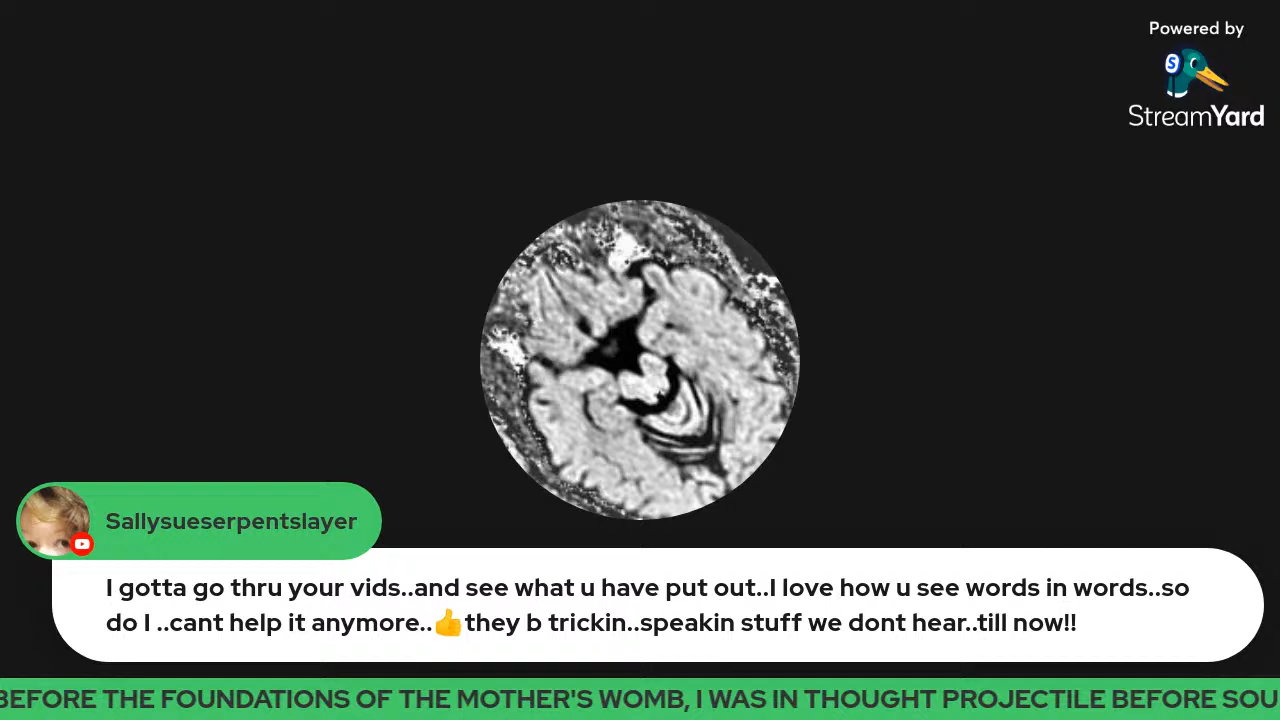 Powered by
StreamYard
Sallysueserpentslayer
I gotta go thru your vids..and see what u have put out..I love how u see words in words..so
do I ..cant help it anymore..👍they b trickin..speakin stuff we dont hear..till now!!
BEFORE THE FOUNDATIONS OF THE MOTHER'S WOMB, I WAS IN THOUGHT PROJECTILE BEFORE SOU